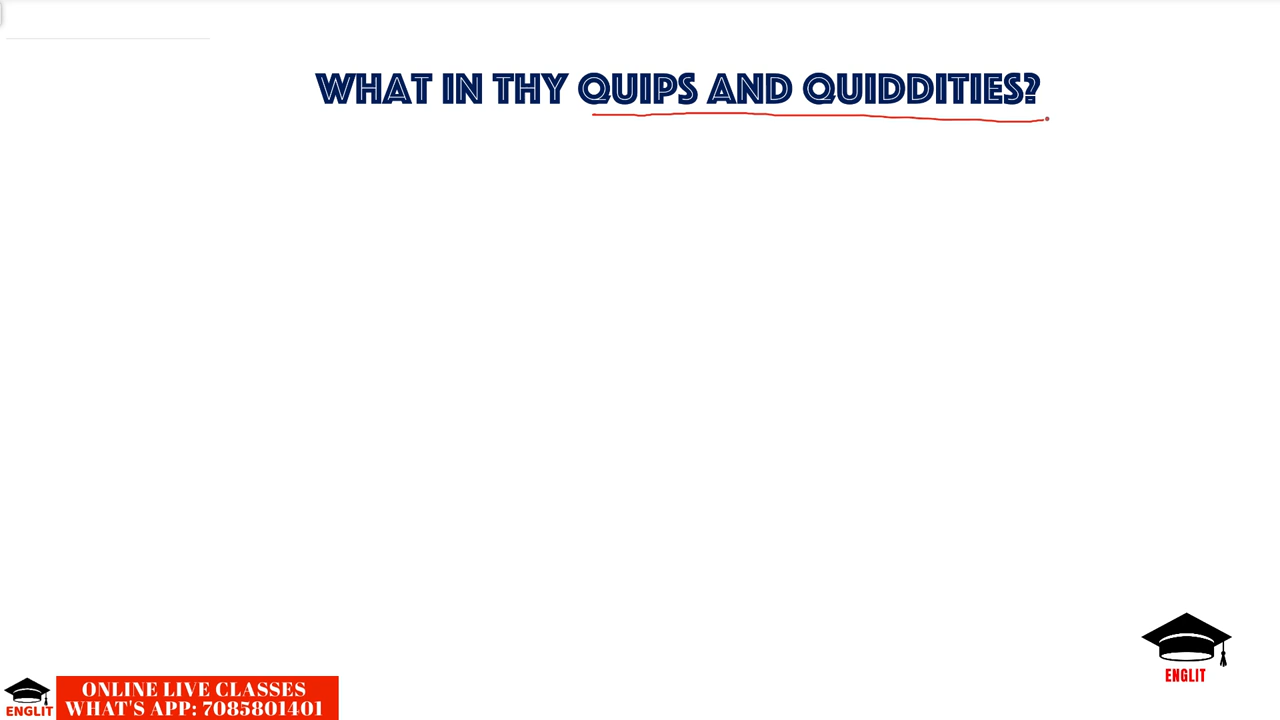 WHAT IN THY QUIPS AND QUIDDITIES?
ENGLIT
ENGLIT
ONLINE LIVE CLASSES
WHAT'S APP: 7085801401